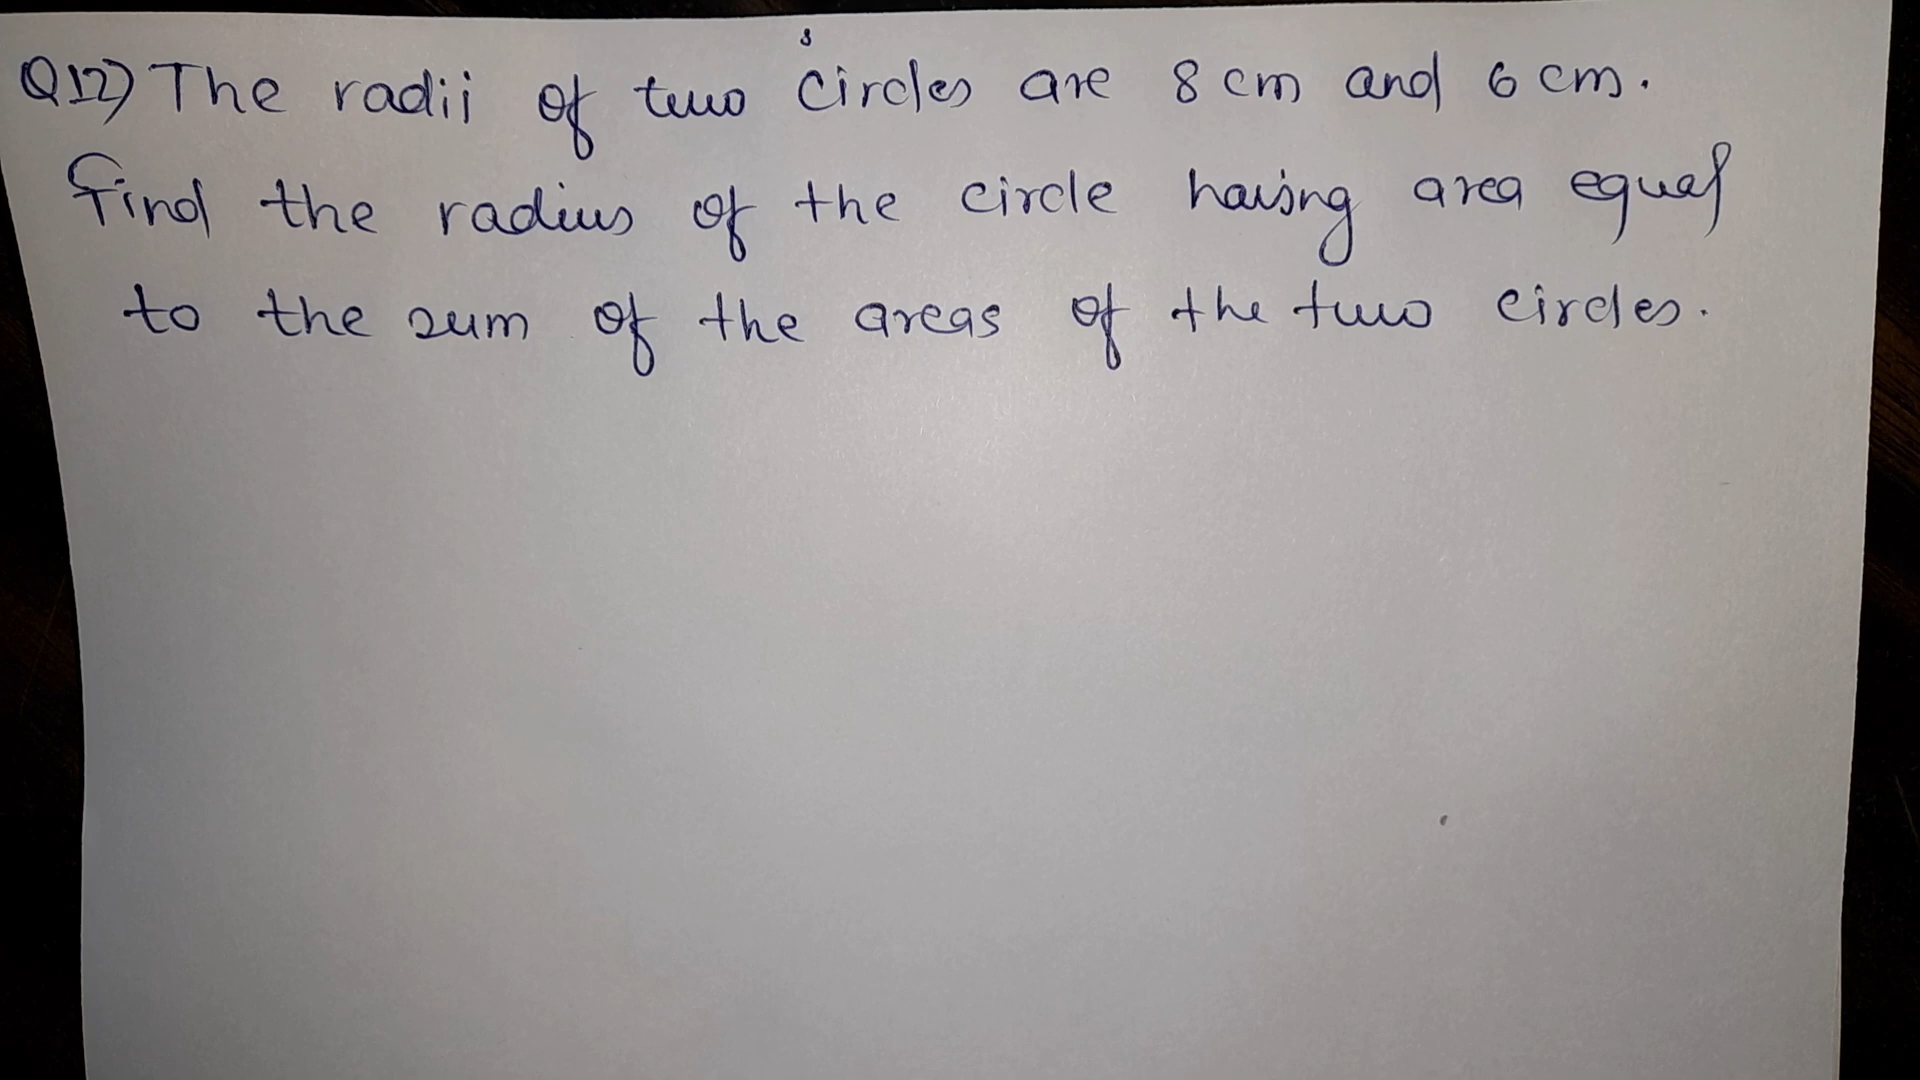 Q12) The radii of two circles are 8 cm and 6 cm.
Find the radius of the circle having area equal
to the sum of the areas of the two circles.